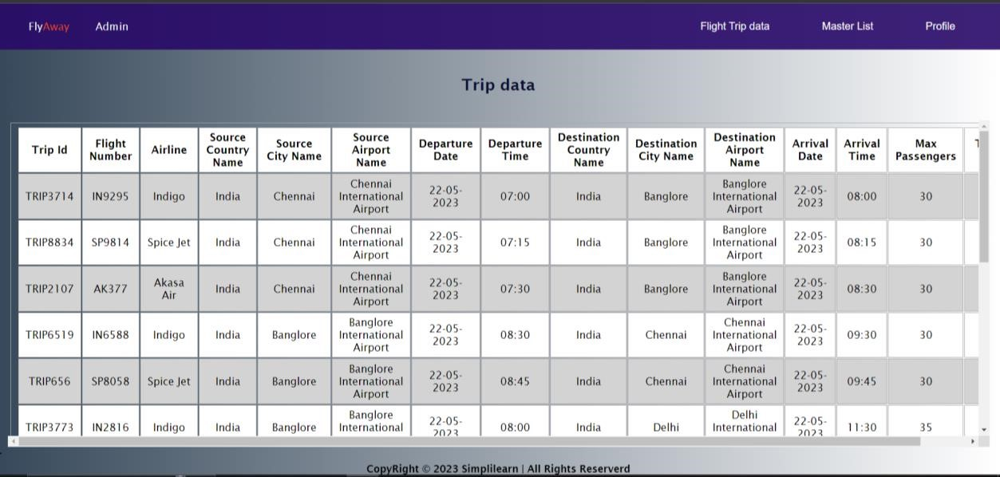 FlyAway Admin Flight Trip data Master List Profile
Trip data
Trip Id Flight Number Airline Source Country Name Source City Name Source Airport Name Departure Date Departure Time Destination Country Name Destination City Name Destination Airport Name Arrival Date Arrival Time Max Passengers
TRIP3714 IN9295 Indigo India Chennai Chennai International Airport 22-05-2023 07:00 India Banglore Banglore International Airport 22-05-2023 08:00 30
TRIP8834 SP9814 Spice Jet India Chennai Chennai International Airport 22-05-2023 07:15 India Banglore Banglore International Airport 22-05-2023 08:15 30
TRIP2107 AK377 Akasa Air India Chennai Chennai International Airport 22-05-2023 07:30 India Banglore Banglore International Airport 22-05-2023 08:30 30
TRIP6519 IN6588 Indigo India Banglore Banglore International Airport 22-05-2023 08:30 India Chennai Chennai International Airport 22-05-2023 09:30 30
TRIP656 SP8058 Spice Jet India Banglore Banglore International Airport 22-05-2023 08:45 India Chennai Chennai International Airport 22-05-2023 09:45 30
TRIP3773 IN2816 Indigo India Banglore Banglore International 22-05-2023 08:00 India Delhi Delhi International 22-05-2023 11:30 35
CopyRight © 2023 Simplilearn | All Rights Reserverd